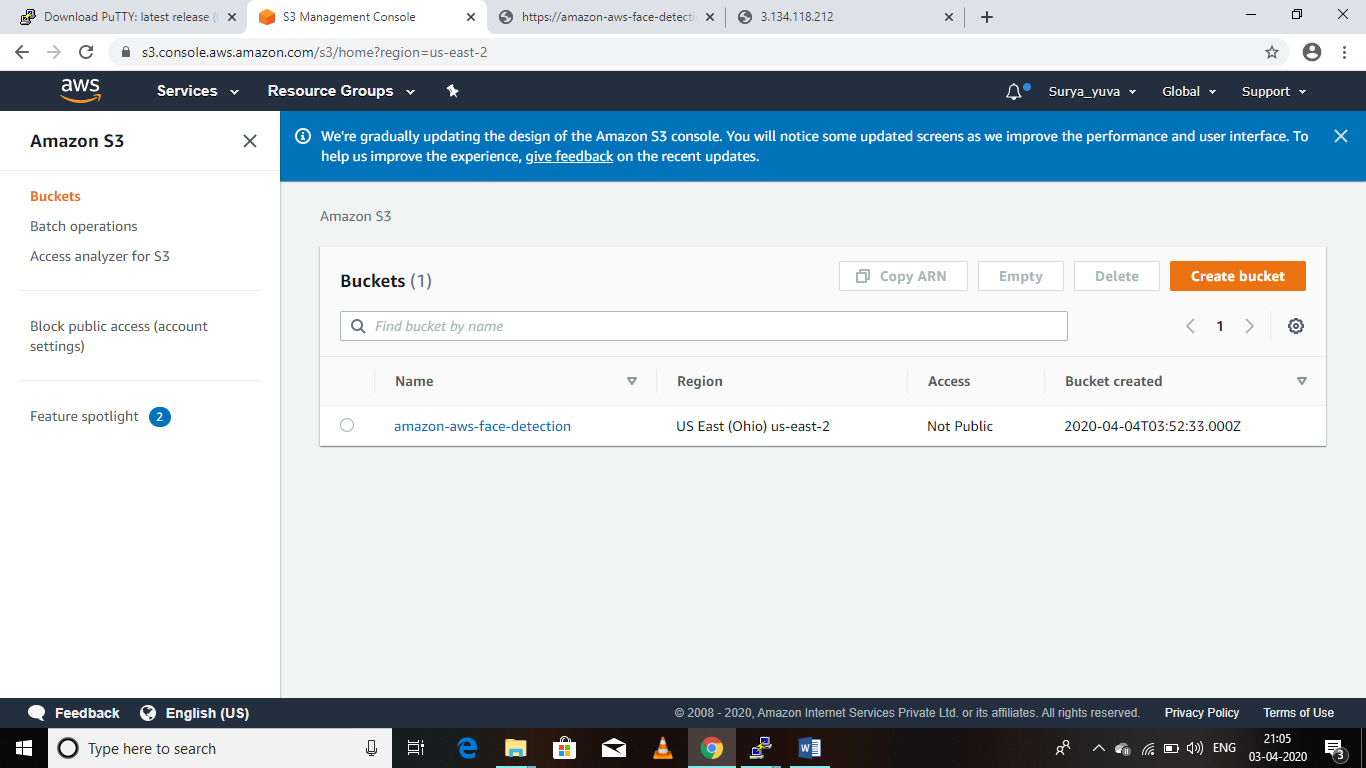 Download PuTTY: latest release (
S3 Management Console
https://amazon-aws-face-detecti
3.134.118.212
s3.console.aws.amazon.com/s3/home?region=us-east-2
aws
Services
Resource Groups
Surya_yuva
Global
Support
Amazon S3
We're gradually updating the design of the Amazon S3 console. You will notice some updated screens as we improve the performance and user interface. To
help us improve the experience, give feedback on the recent updates.
Buckets
Batch operations
Access analyzer for S3
Block public access (account
settings)
Feature spotlight 2
Amazon S3
Buckets (1)
Copy ARN
Empty
Delete
Create bucket
Find bucket by name
1
Name
Region
Access
Bucket created
amazon-aws-face-detection
US East (Ohio) us-east-2
Not Public
2020-04-04T03:52:33.000Z
Feedback
English (US)
© 2008 - 2020, Amazon Internet Services Private Ltd. or its affiliates. All rights reserved.
Privacy Policy
Terms of Use
Type here to search
ENG
21:05
03-04-2020
3